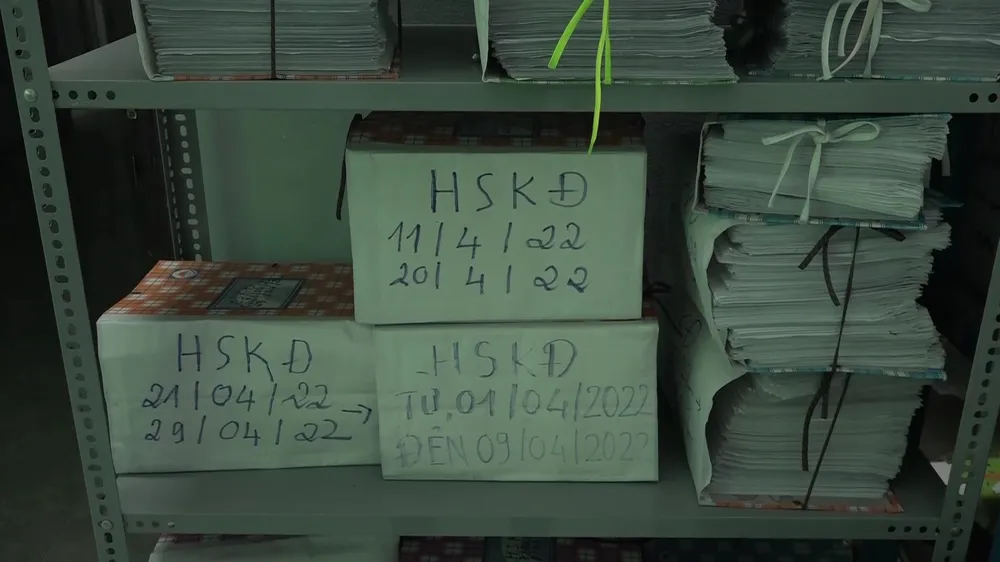 HSKĐ
11/4/22
20/4/22
HSKĐ
21/04/22
29/04/22 →
HSKĐ
TỪ 01/04/2022
ĐẾN 09/04/2022